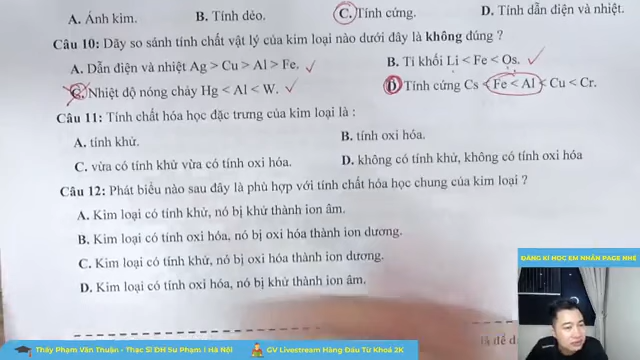 A. Ánh kim. B. Tính dẻo. C. Tính cứng. D. Tính dẫn điện và nhiệt.
Câu 10: Dãy so sánh tính chất vật lý của kim loại nào dưới đây là không đúng ?
A. Dẫn điện và nhiệt Ag > Cu > Al > Fe. B. Tỉ khối Li < Fe < Os.
C. Nhiệt độ nóng chảy Hg < Al < W. D. Tính cứng Cs < Fe < Al < Cu < Cr.
Câu 11: Tính chất hóa học đặc trưng của kim loại là :
A. tính khử. B. tính oxi hóa.
C. vừa có tính khử vừa có tính oxi hóa. D. không có tính khử, không có tính oxi hóa
Câu 12: Phát biểu nào sau đây là phù hợp với tính chất hóa học chung của kim loại ?
A. Kim loại có tính khử, nó bị khử thành ion âm.
B. Kim loại có tính oxi hóa, nó bị oxi hóa thành ion dương.
C. Kim loại có tính khử, nó bị oxi hóa thành ion dương.
D. Kim loại có tính oxi hóa, nó bị khử thành ion âm.
ĐĂNG KÍ HỌC EM NHẮN PAGE NHÉ
Thầy Phạm Văn Thuận - Thạc Sĩ ĐH Sư Phạm I Hà Nội GV Livestream Hàng Đầu Từ Khoá 2K